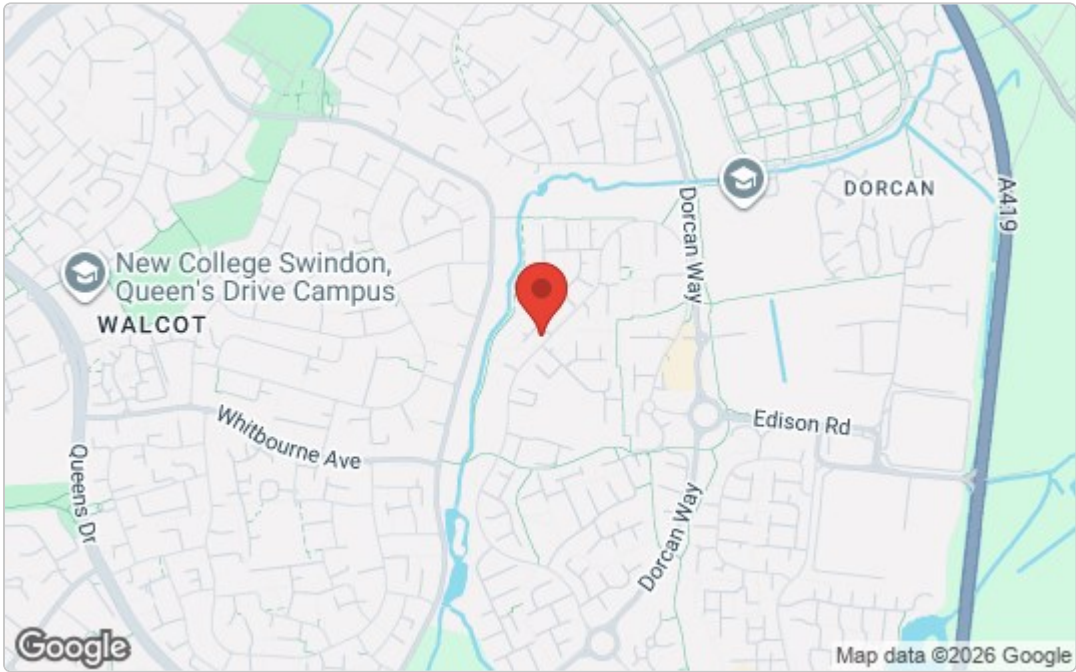 DORCAN
A419
Dorcan Way
New College Swindon,
Queen's Drive Campus
WALCOT
Whitbourne Ave
Edison Rd
Queens Dr
Dorcan Way
Google
Map data ©2026 Google